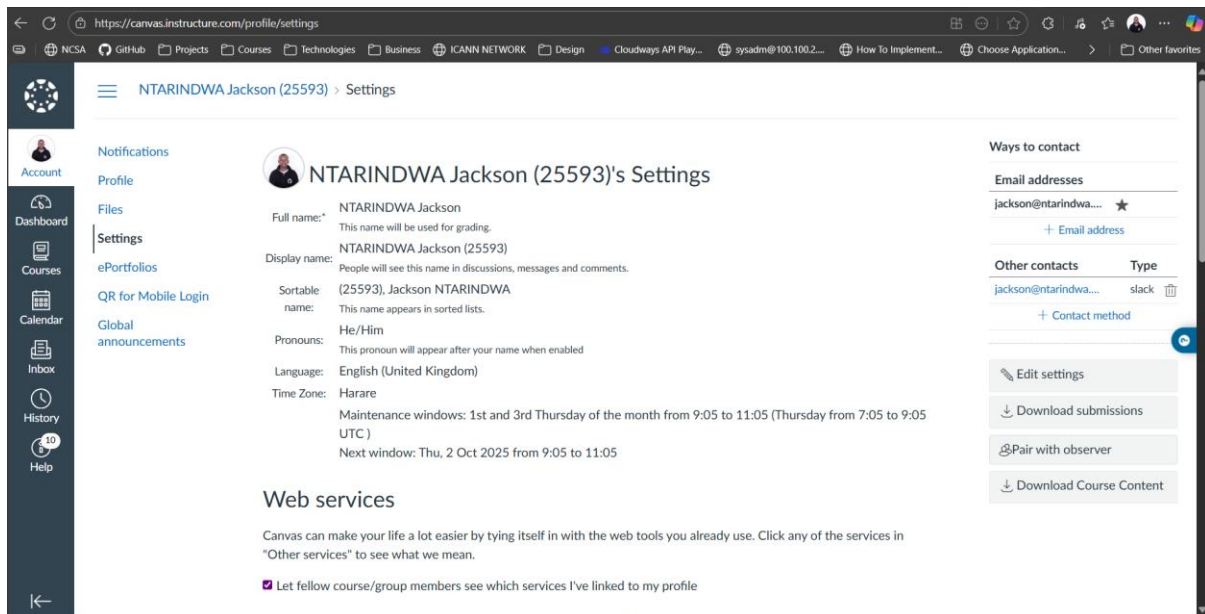 https://canvas.instructure.com/profile/settings
NCSA
GitHub
Projects
Courses
Technologies
Business
ICANN NETWORK
Design
Cloudways API Play...
sysadm@100.100.2....
How To Implement...
Choose Application...
Other favorites
NTARINDWA Jackson (25593) > Settings
Account
Dashboard
Courses
Calendar
Inbox
History
10
Help
Notifications
Profile
Files
Settings
ePortfolios
QR for Mobile Login
Global
announcements
NTARINDWA Jackson (25593)'s Settings
Full name:*
NTARINDWA Jackson
This name will be used for grading.
Display name:
NTARINDWA Jackson (25593)
People will see this name in discussions, messages and comments.
Sortable
name:
(25593), Jackson NTARINDWA
This name appears in sorted lists.
Pronouns:
He/Him
This pronoun will appear after your name when enabled
Language:
English (United Kingdom)
Time Zone:
Harare
Maintenance windows: 1st and 3rd Thursday of the month from 9:05 to 11:05 (Thursday from 7:05 to 9:05
UTC )
Next window: Thu, 2 Oct 2025 from 9:05 to 11:05
Web services
Canvas can make your life a lot easier by tying itself in with the web tools you already use. Click any of the services in
"Other services" to see what we mean.
Let fellow course/group members see which services I've linked to my profile
Ways to contact
Email addresses
jackson@ntarindwa.... ★
+ Email address
Other contacts Type
jackson@ntarindwa.... slack
+ Contact method
Edit settings
Download submissions
Pair with observer
Download Course Content